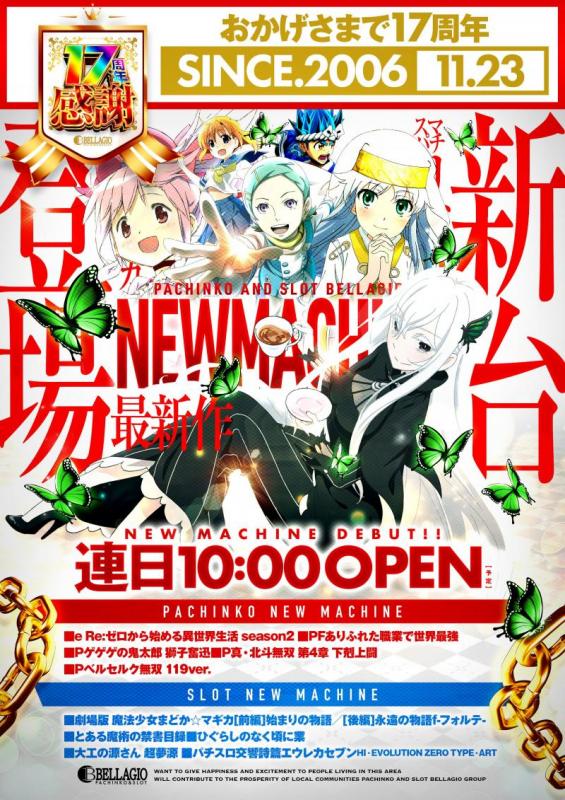 おかげさまで17周年
SINCE.2006 11.23
17周年
感謝
BELLAGIO
新台
登場
PACHINKO AND SLOT BELLAGIO
NEWMACHI
最新作
NEW MACHINE DEBUT!!
連日10:00OPEN
[予定]
PACHINKO NEW MACHINE
■e Re:ゼロから始める異世界生活 season2 ■PFありふれた職業で世界最強
■Pゲゲゲの鬼太郎 獅子奮迅■P真・北斗無双 第4章 下剋上闘
■Pベルセルク無双 119ver.
SLOT NEW MACHINE
■劇場版 魔法少女まどか☆マギカ[前編]始まりの物語／[後編]永遠の物語f-フォルテ-
■とある魔術の禁書目録■ひぐらしのなく頃に業
■大工の源さん 超夢源 ■パチスロ交響詩篇エウレカセブンHI-EVOLUTION ZERO TYPE-ART
BELLAGIO
PACHINKO&SLOT
WANT TO GIVE HAPPINESS AND EXCITEMENT TO PEOPLE LIVING IN THIS AREA
WILL CONTRIBUTE TO THE PROSPERITY OF LOCAL COMMUNITIES PACHINKO AND SLOT BELLAGIO GROUP